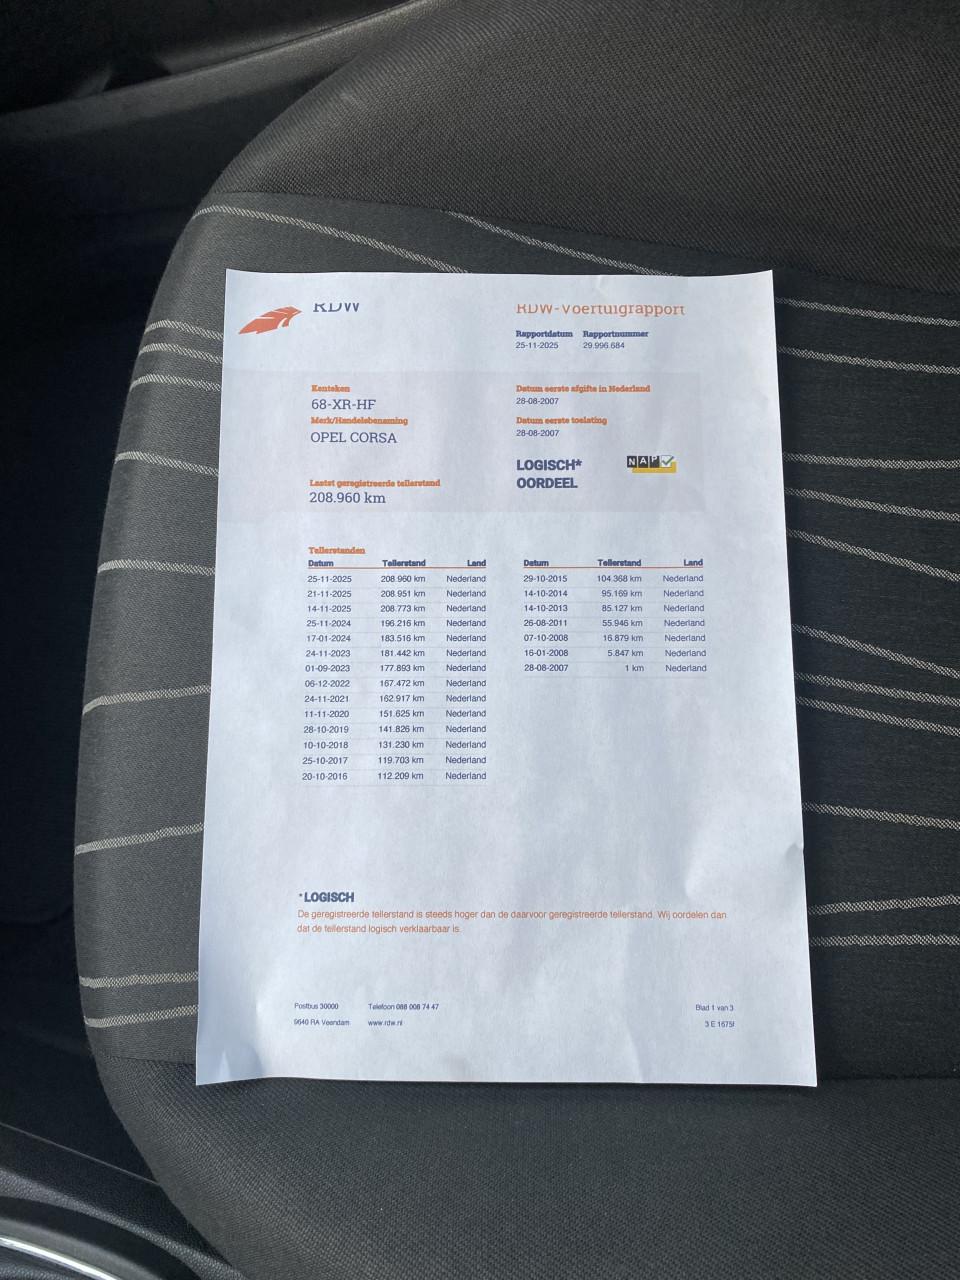 RDW
RDW-Voertuigrapport
Rapportdatum Rapportnummer
25-11-2025 29.996.684
Kenteken
68-XR-HF
Merk/Handelsbenaming
OPEL CORSA
Laatst geregistreerde tellerstand
208.960 km
Datum eerste afgifte in Nederland
28-08-2007
Datum eerste toelating
28-08-2007
LOGISCH*
OORDEEL
NAP
Tellerstanden
Datum Tellerstand Land
25-11-2025 208.960 km Nederland
21-11-2025 208.951 km Nederland
14-11-2025 208.773 km Nederland
25-11-2024 196.216 km Nederland
17-01-2024 183.516 km Nederland
24-11-2023 181.442 km Nederland
01-09-2023 177.893 km Nederland
06-12-2022 167.472 km Nederland
24-11-2021 162.917 km Nederland
11-11-2020 151.625 km Nederland
28-10-2019 141.826 km Nederland
10-10-2018 131.230 km Nederland
25-10-2017 119.703 km Nederland
20-10-2016 112.209 km Nederland
Datum Tellerstand Land
29-10-2015 104.368 km Nederland
14-10-2014 95.169 km Nederland
14-10-2013 85.127 km Nederland
26-08-2011 55.946 km Nederland
07-10-2008 16.879 km Nederland
16-01-2008 5.847 km Nederland
28-08-2007 1 km Nederland
*LOGISCH
De geregistreerde tellerstand is steeds hoger dan de daarvoor geregistreerde tellerstand. Wij oordelen dan
dat de tellerstand logisch verklaarbaar is.
Postbus 30000 Telefoon 088 008 74 47 Blad 1 van 3
9640 RA Veendam www.rdw.nl 3 E 1675f